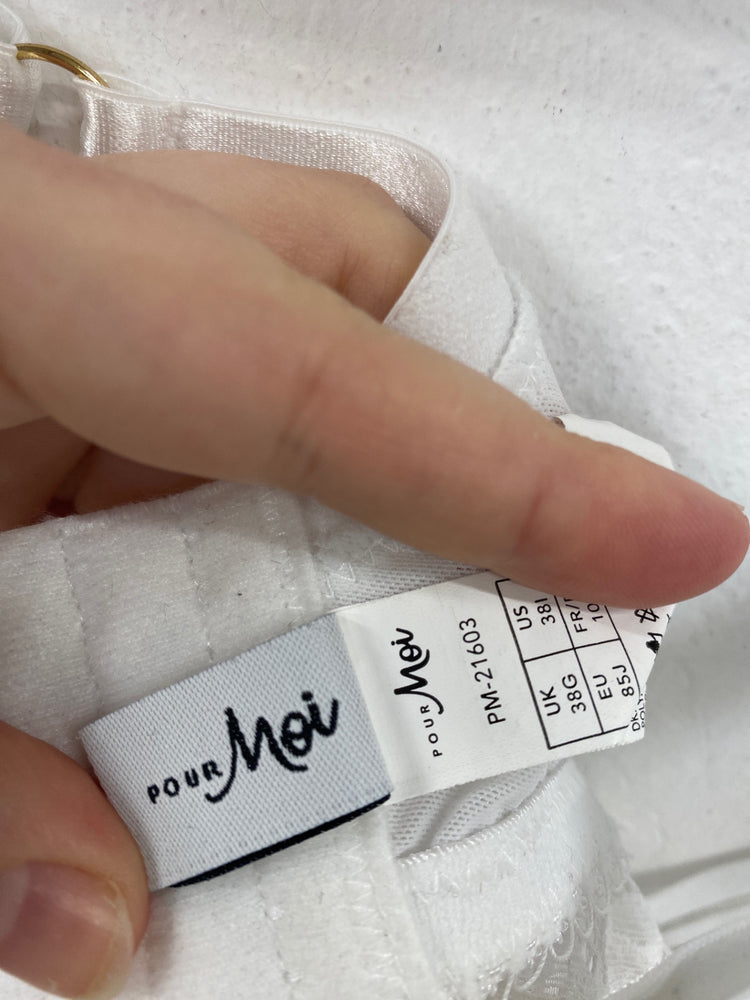 POUR Moi
POUR Moi
PM-21603
UK
38G
US
38I
EU
85J
FR/
10